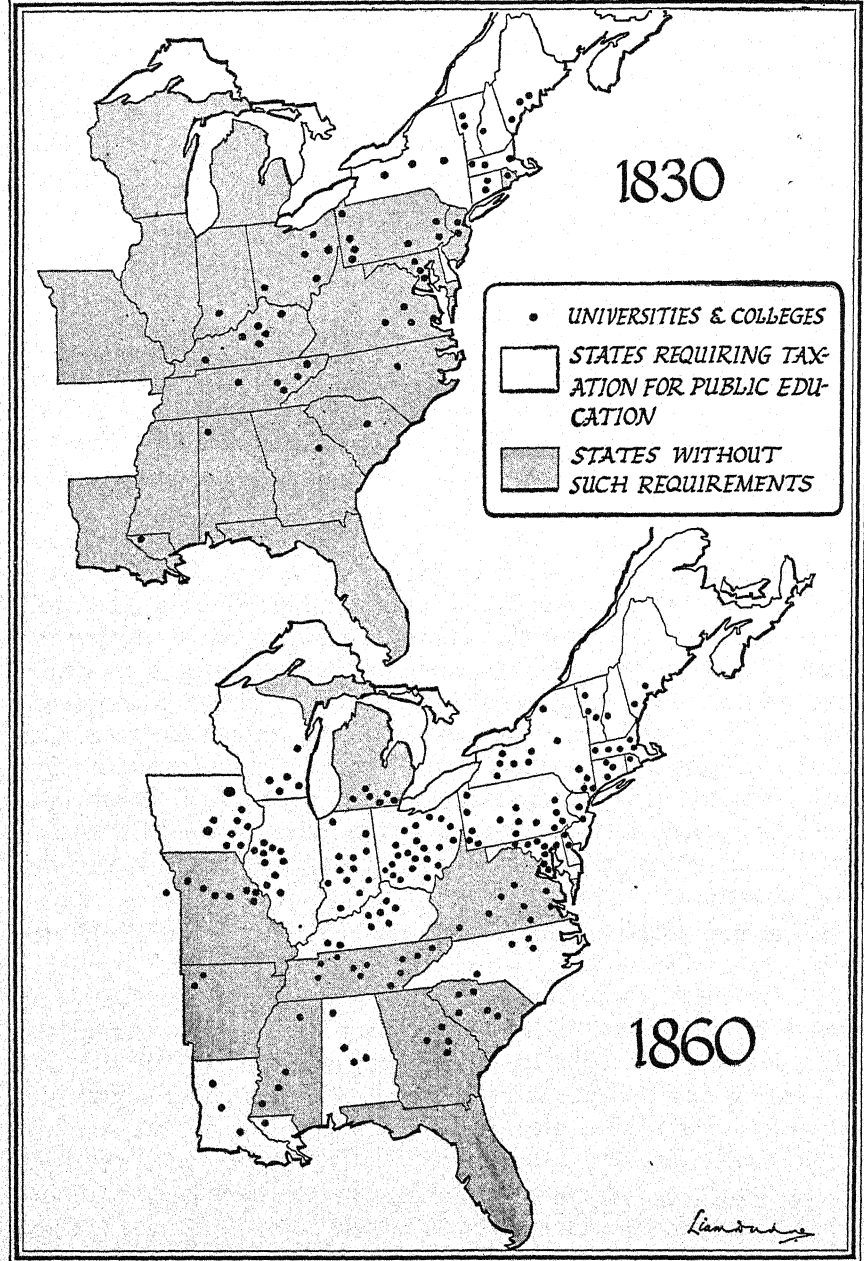 1830
UNIVERSITIES & COLLEGES
STATES REQUIRING TAX-
ATION FOR PUBLIC EDU-
CATION
STATES WITHOUT
SUCH REQUIREMENTS
1860